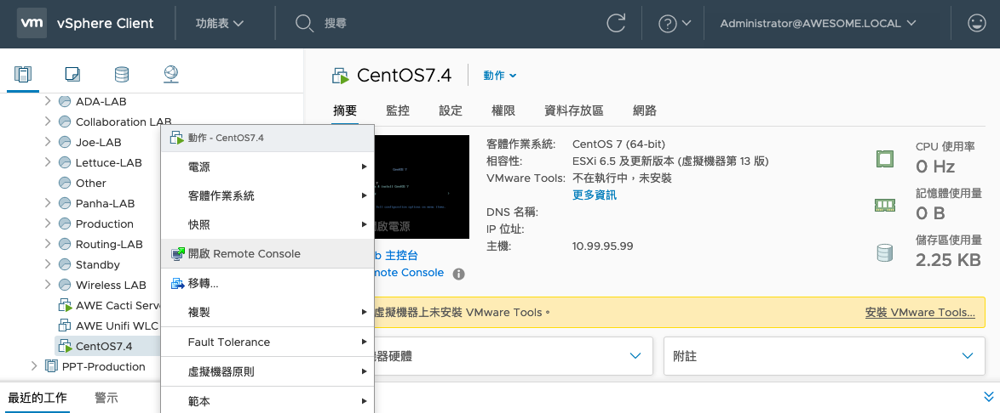 vm vSphere Client 功能表 搜尋 Administrator@AWESOME.LOCAL
CentOS7.4 動作
摘要 監控 設定 權限 資料存放區 網路
ADA-LAB
Collaboration LAB
Joe-LAB
Lettuce-LAB
Other
Panha-LAB
Production
Routing-LAB
Standby
Wireless LAB
AWE Cacti Serve
AWE Unifi WLC
CentOS7.4
PPT-Production
動作 - CentOS7.4
電源
客體作業系統
快照
開啟 Remote Console
移轉...
複製
Fault Tolerance
虛擬機器原則
範本
CentOS 7
開啟電源
b 主控台
mote Console
客體作業系統: CentOS 7 (64-bit)
相容性: ESXi 6.5 及更新版本 (虛擬機器第 13 版)
VMware Tools: 不在執行中，未安裝
更多資訊
DNS 名稱:
IP 位址:
主機: 10.99.95.99
CPU 使用率
0 Hz
記憶體使用量
0 B
儲存區使用量
2.25 KB
虛擬機器上未安裝 VMware Tools。 安裝 VMware Tools...
器硬體
附註
最近的工作 警示